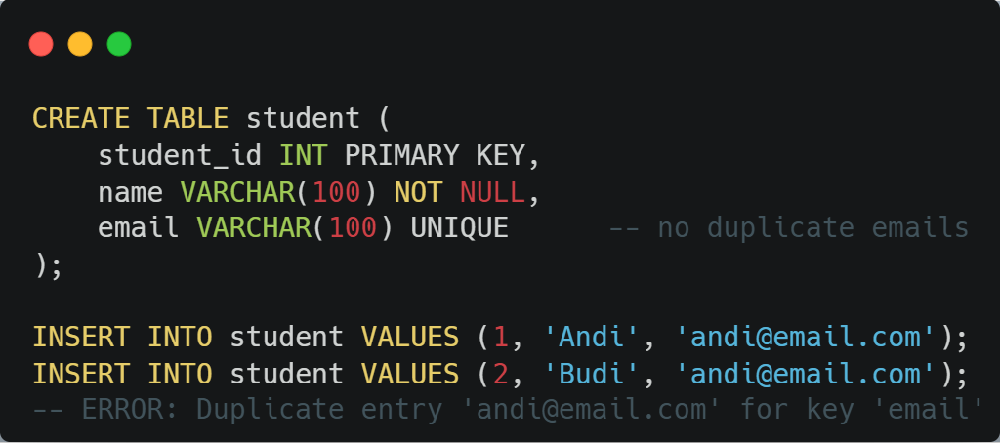 CREATE TABLE student (
    student_id INT PRIMARY KEY,
    name VARCHAR(100) NOT NULL,
    email VARCHAR(100) UNIQUE      -- no duplicate emails
);

INSERT INTO student VALUES (1, 'Andi', 'andi@email.com');
INSERT INTO student VALUES (2, 'Budi', 'andi@email.com');
-- ERROR: Duplicate entry 'andi@email.com' for key 'email'